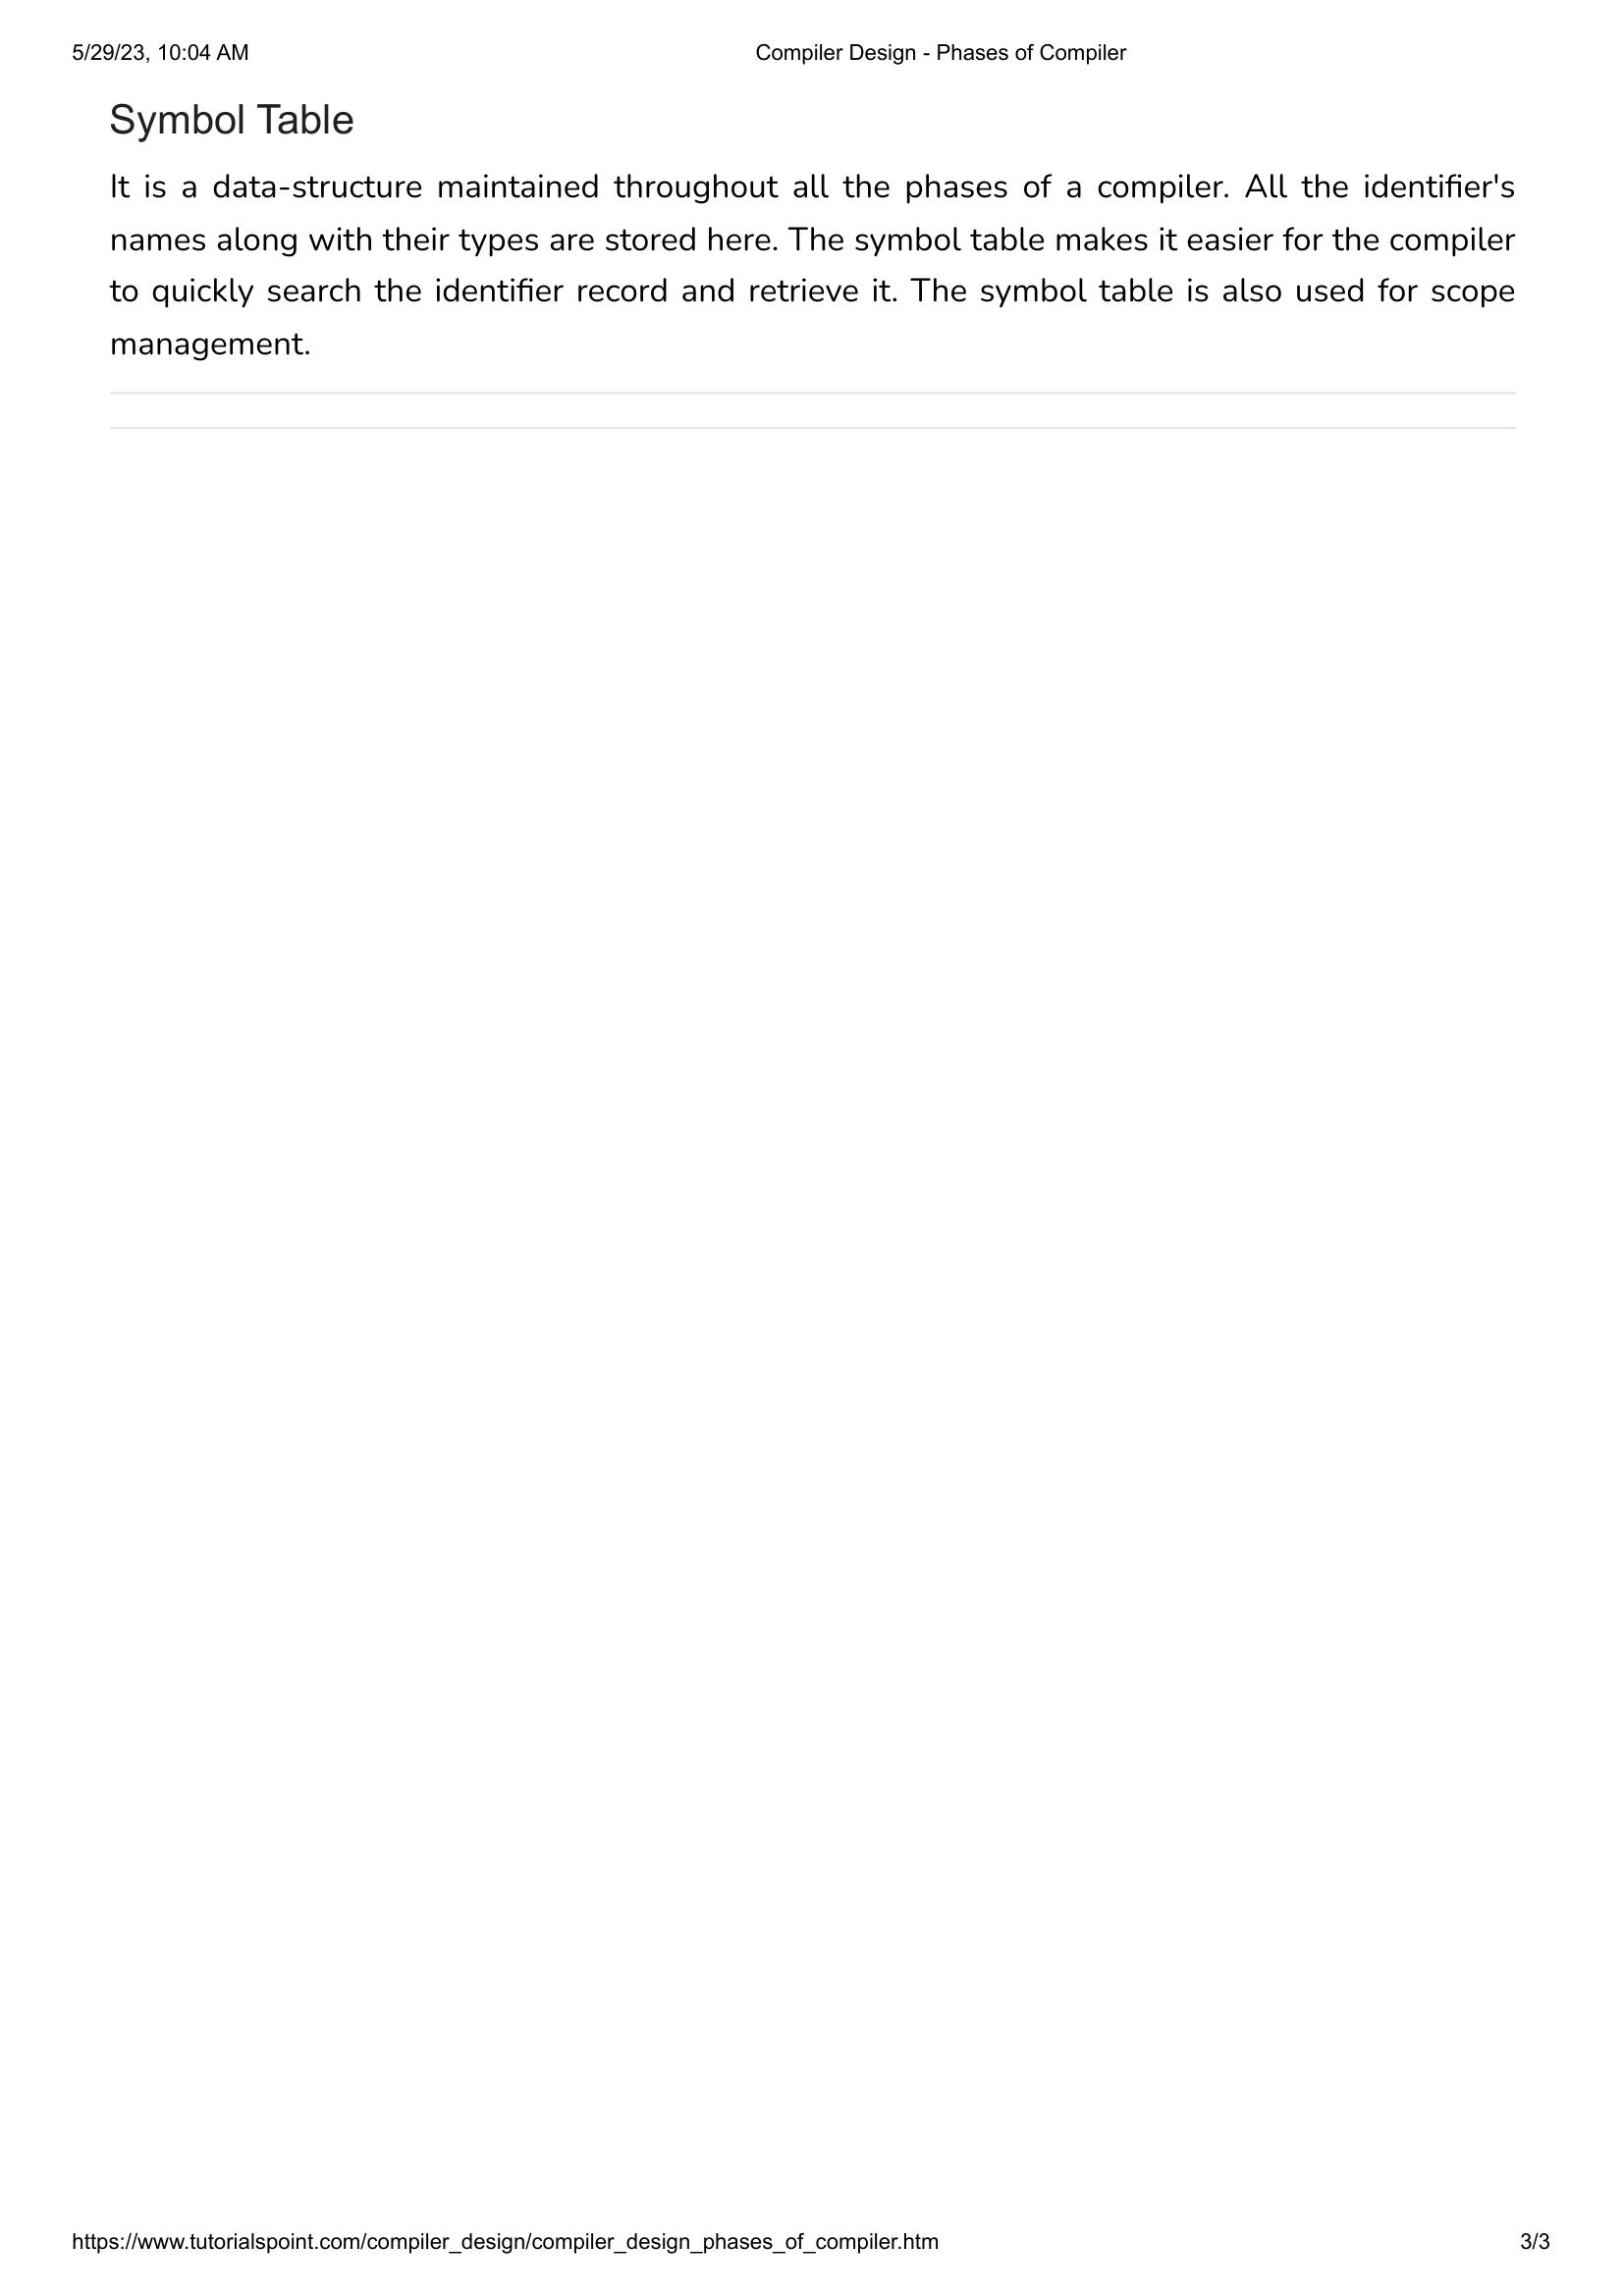 5/29/23, 10:04 AM Compiler Design - Phases of Compiler
Symbol Table
It is a data-structure maintained throughout all the phases of a compiler. All the identifier's
names along with their types are stored here. The symbol table makes it easier for the compiler
to quickly search the identifier record and retrieve it. The symbol table is also used for scope
management.
https://www.tutorialspoint.com/compiler_design/compiler_design_phases_of_compiler.htm 3/3